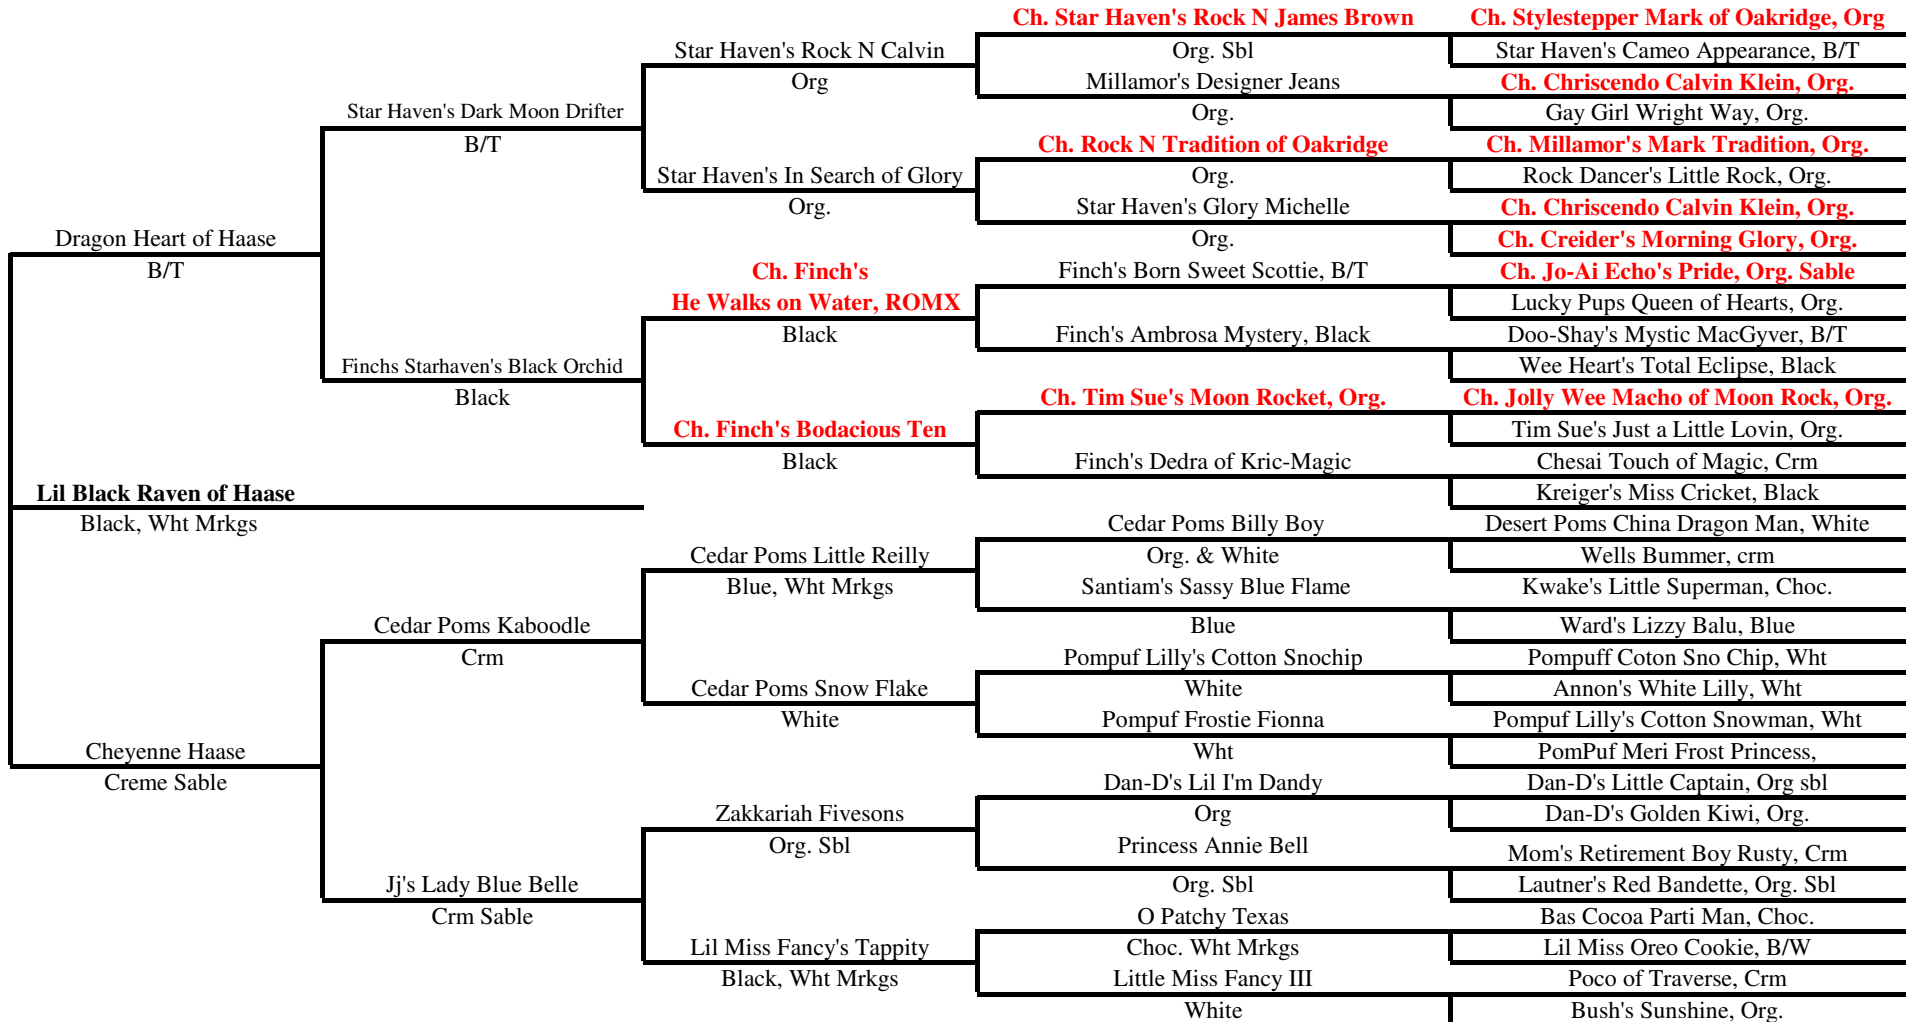 Ch. Star Haven's Rock N James Brown
Ch. Stylestepper Mark of Oakridge, Org
Star Haven's Rock N Calvin
Org. Sbl
Star Haven's Cameo Appearance, B/T
Org
Millamor's Designer Jeans
Ch. Chriscendo Calvin Klein, Org.
Star Haven's Dark Moon Drifter
Org.
Gay Girl Wright Way, Org.
B/T
Ch. Rock N Tradition of Oakridge
Ch. Millamor's Mark Tradition, Org.
Star Haven's In Search of Glory
Org.
Rock Dancer's Little Rock, Org.
Org.
Star Haven's Glory Michelle
Ch. Chriscendo Calvin Klein, Org.
Dragon Heart of Haase
Org.
Ch. Creider's Morning Glory, Org.
B/T
Ch. Finch's
Finch's Born Sweet Scottie, B/T
Ch. Jo-Ai Echo's Pride, Org. Sable
He Walks on Water, ROMX
Lucky Pups Queen of Hearts, Org.
Black
Finch's Ambrosa Mystery, Black
Doo-Shay's Mystic MacGyver, B/T
Finchs Starhaven's Black Orchid
Wee Heart's Total Eclipse, Black
Black
Ch. Tim Sue's Moon Rocket, Org.
Ch. Jolly Wee Macho of Moon Rock, Org.
Ch. Finch's Bodacious Ten
Tim Sue's Just a Little Lovin, Org.
Black
Finch's Dedra of Kric-Magic
Chesai Touch of Magic, Crm
Lil Black Raven of Haase
Kreiger's Miss Cricket, Black
Black, Wht Mrkgs
Cedar Poms Billy Boy
Desert Poms China Dragon Man, White
Cedar Poms Little Reilly
Org. & White
Wells Bummer, crm
Blue, Wht Mrkgs
Santiam's Sassy Blue Flame
Kwake's Little Superman, Choc.
Cedar Poms Kaboodle
Blue
Ward's Lizzy Balu, Blue
Crm
Pompuf Lilly's Cotton Snochip
Pompuff Coton Sno Chip, Wht
Cedar Poms Snow Flake
White
Annon's White Lilly, Wht
White
Pompuf Frostie Fionna
Pompuf Lilly's Cotton Snowman, Wht
Cheyenne Haase
Wht
PomPuf Meri Frost Princess,
Creme Sable
Dan-D's Lil I'm Dandy
Dan-D's Little Captain, Org sbl
Zakkariah Fivesons
Org
Dan-D's Golden Kiwi, Org.
Org. Sbl
Princess Annie Bell
Mom's Retirement Boy Rusty, Crm
Jj's Lady Blue Belle
Org. Sbl
Lautner's Red Bandette, Org. Sbl
Crm Sable
O Patchy Texas
Bas Cocoa Parti Man, Choc.
Lil Miss Fancy's Tappity
Choc. Wht Mrkgs
Lil Miss Oreo Cookie, B/W
Black, Wht Mrkgs
Little Miss Fancy III
Poco of Traverse, Crm
White
Bush's Sunshine, Org.